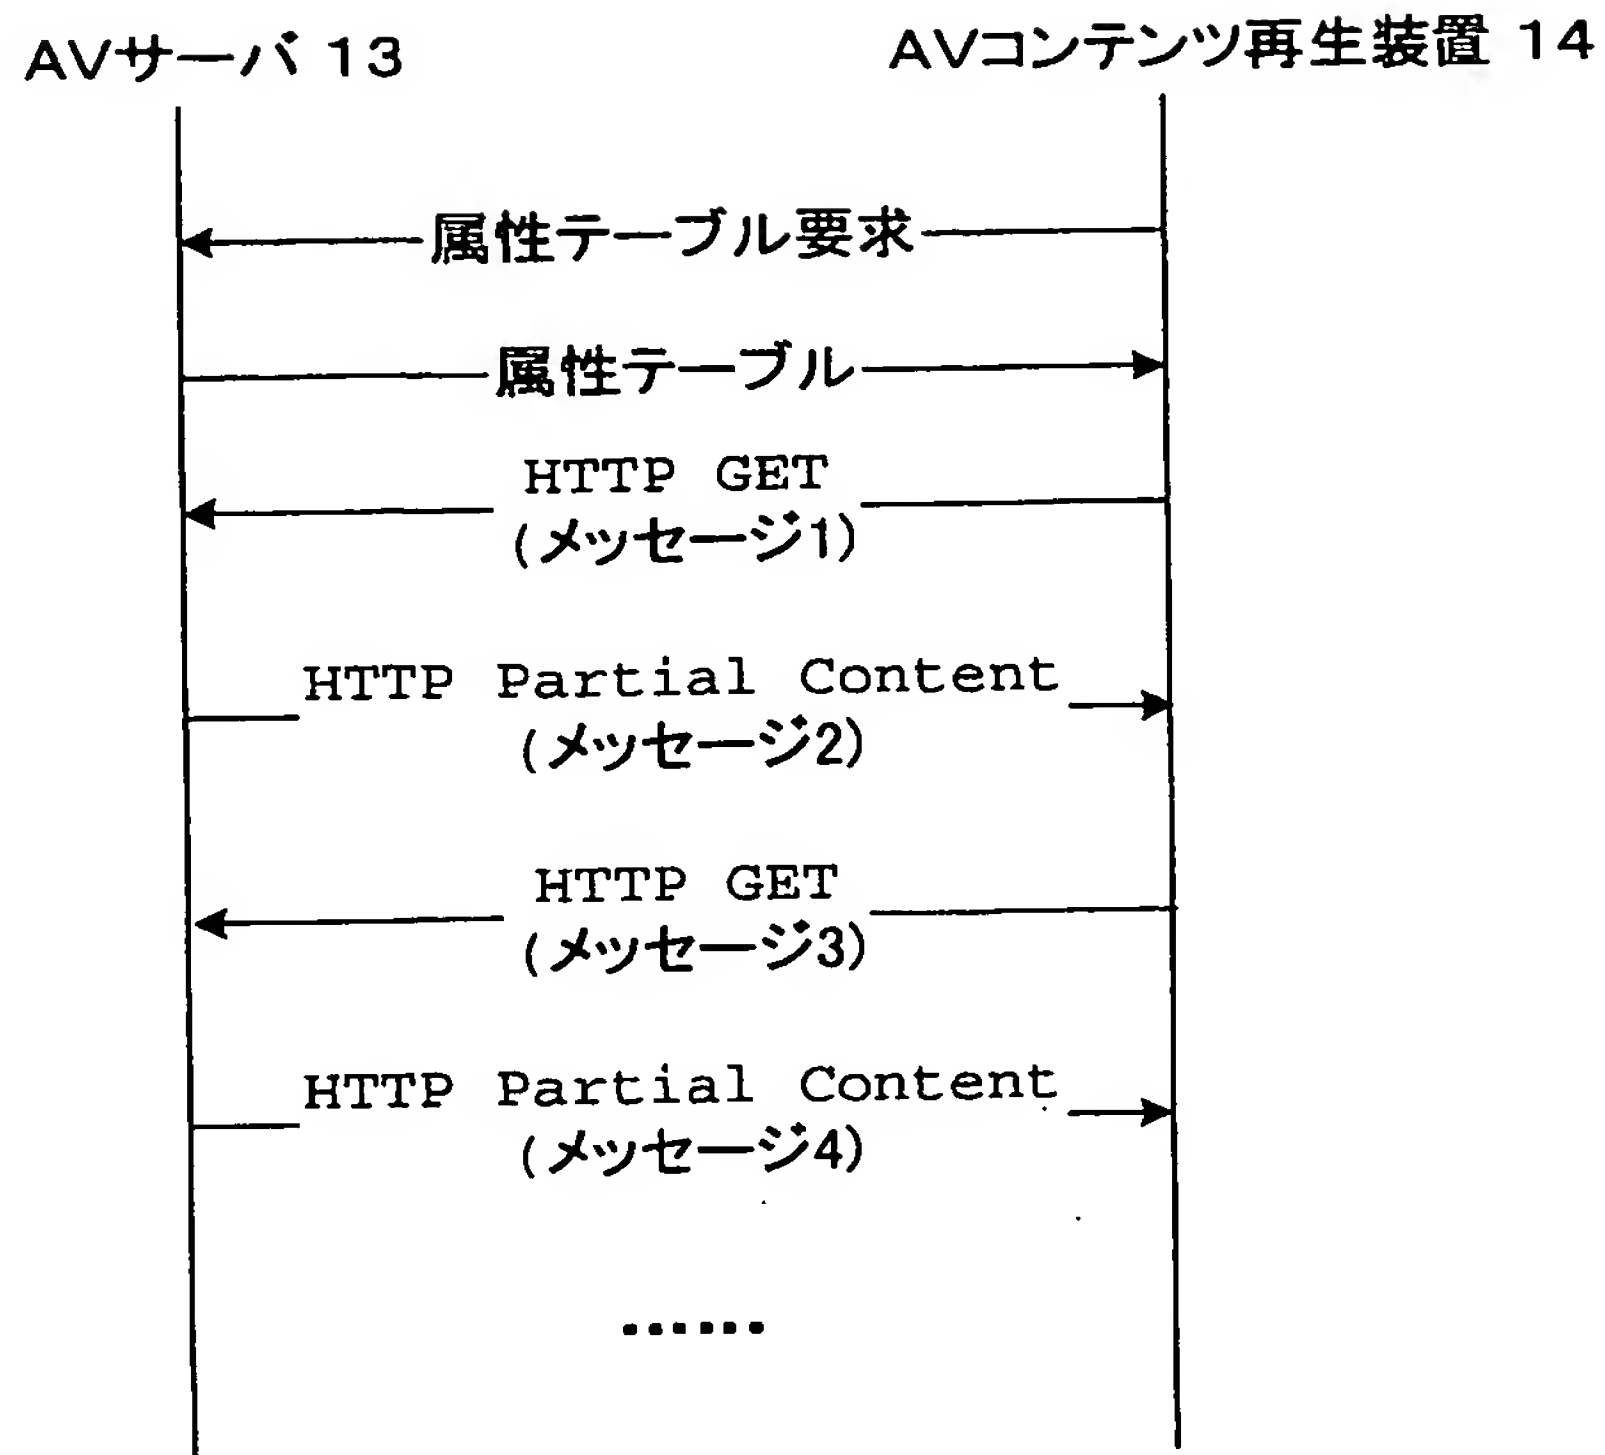 AVサーバ 13
AVコンテンツ再生装置 14
属性テーブル要求
属性テーブル
HTTP GET
(メッセージ1)
HTTP Partial Content
(メッセージ2)
HTTP GET
(メッセージ3)
HTTP Partial Content
(メッセージ4)
……